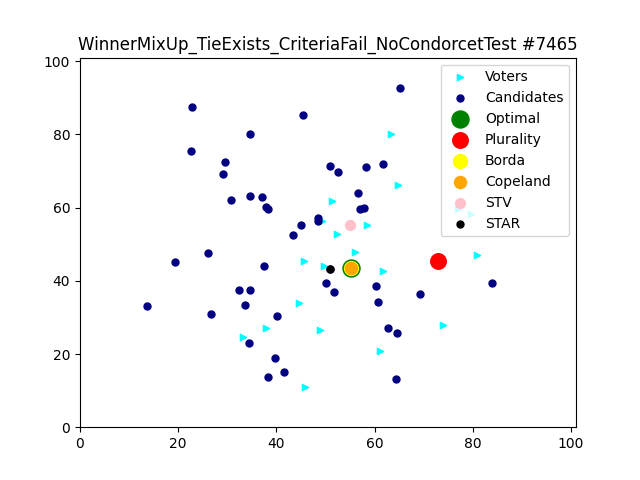 WinnerMixUp_TieExists_CriteriaFail_NoCondorcetTest #7465
100
80
60
40
20
0
0
20
40
60
80
100
Voters
Candidates
Optimal
Plurality
Borda
Copeland
STV
STAR